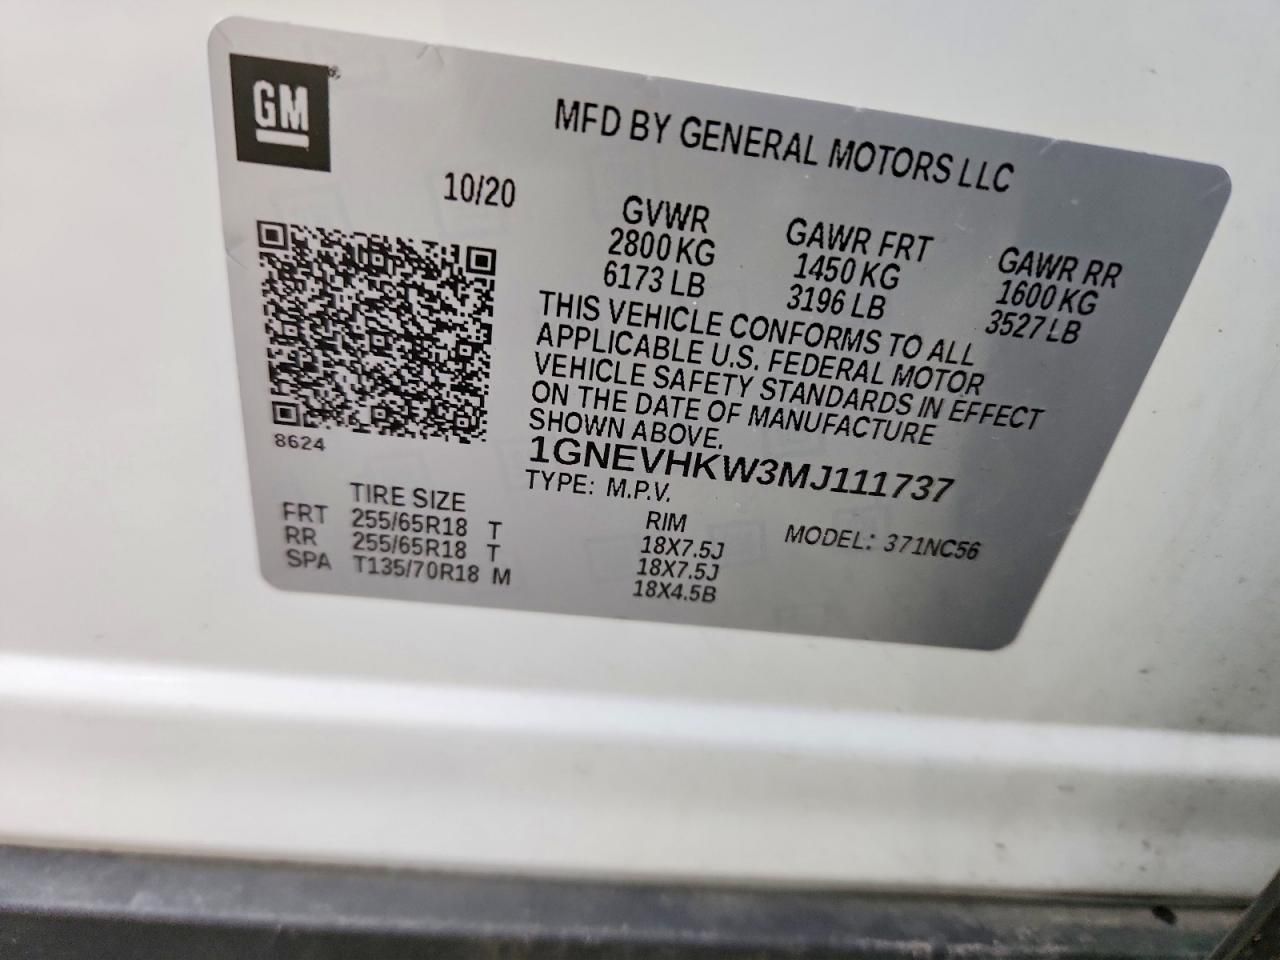 GM
MFD BY GENERAL MOTORS LLC
10/20
GVWR GAWR FRT GAWR RR
2800 KG 1450 KG 1600 KG
6173 LB 3196 LB 3527 LB
THIS VEHICLE CONFORMS TO ALL
APPLICABLE U.S. FEDERAL MOTOR
VEHICLE SAFETY STANDARDS IN EFFECT
ON THE DATE OF MANUFACTURE
SHOWN ABOVE.
8624
1GNEVHKW3MJ111737
TYPE: M.P.V. MODEL: 371NC56
TIRE SIZE RIM
FRT 255/65R18 T 18X7.5J
RR 255/65R18 T 18X7.5J
SPA T135/70R18 M 18X4.5B